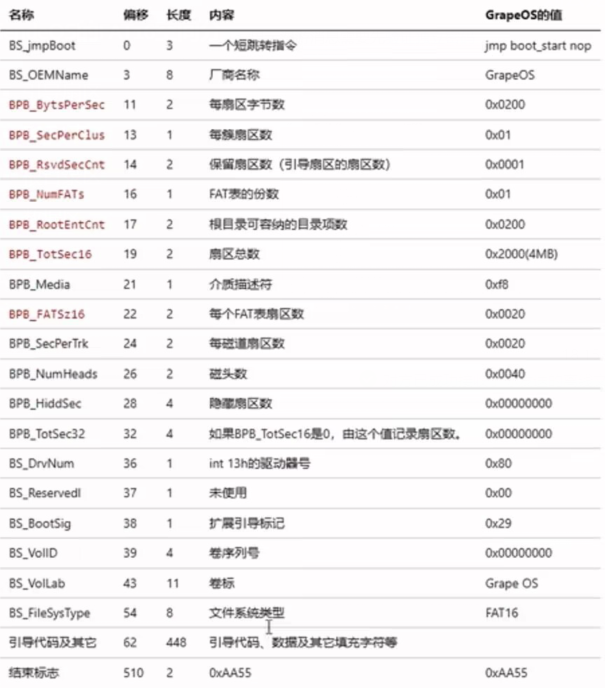 名称 偏移 长度 内容 GrapeOS的值
BS_jmpBoot 0 3 一个短跳转指令 jmp boot_start nop
BS_OEMName 3 8 厂商名称 GrapeOS
BPB_BytsPerSec 11 2 每扇区字节数 0x0200
BPB_SecPerClus 13 1 每簇扇区数 0x01
BPB_RsvdSecCnt 14 2 保留扇区数（引导扇区的扇区数） 0x0001
BPB_NumFATs 16 1 FAT表的份数 0x01
BPB_RootEntCnt 17 2 根目录可容纳的目录项数 0x0200
BPB_TotSec16 19 2 扇区总数 0x2000(4MB)
BPB_Media 21 1 介质描述符 0xf8
BPB_FATSz16 22 2 每个FAT表扇区数 0x0020
BPB_SecPerTrk 24 2 每磁道扇区数 0x0020
BPB_NumHeads 26 2 磁头数 0x0040
BPB_HiddSec 28 4 隐藏扇区数 0x00000000
BPB_TotSec32 32 4 如果BPB_TotSec16是0，由这个值记录扇区数。 0x00000000
BS_DrvNum 36 1 int 13h的驱动器号 0x80
BS_ReservedI 37 1 未使用 0x00
BS_BootSig 38 1 扩展引导标记 0x29
BS_VolID 39 4 卷序列号 0x00000000
BS_VolLab 43 11 卷标 Grape OS
BS_FileSysType 54 8 文件系统类型 FAT16
引导代码及其它 62 448 引导代码、数据及其它填充字符等
结束标志 510 2 0xAA55 0xAA55